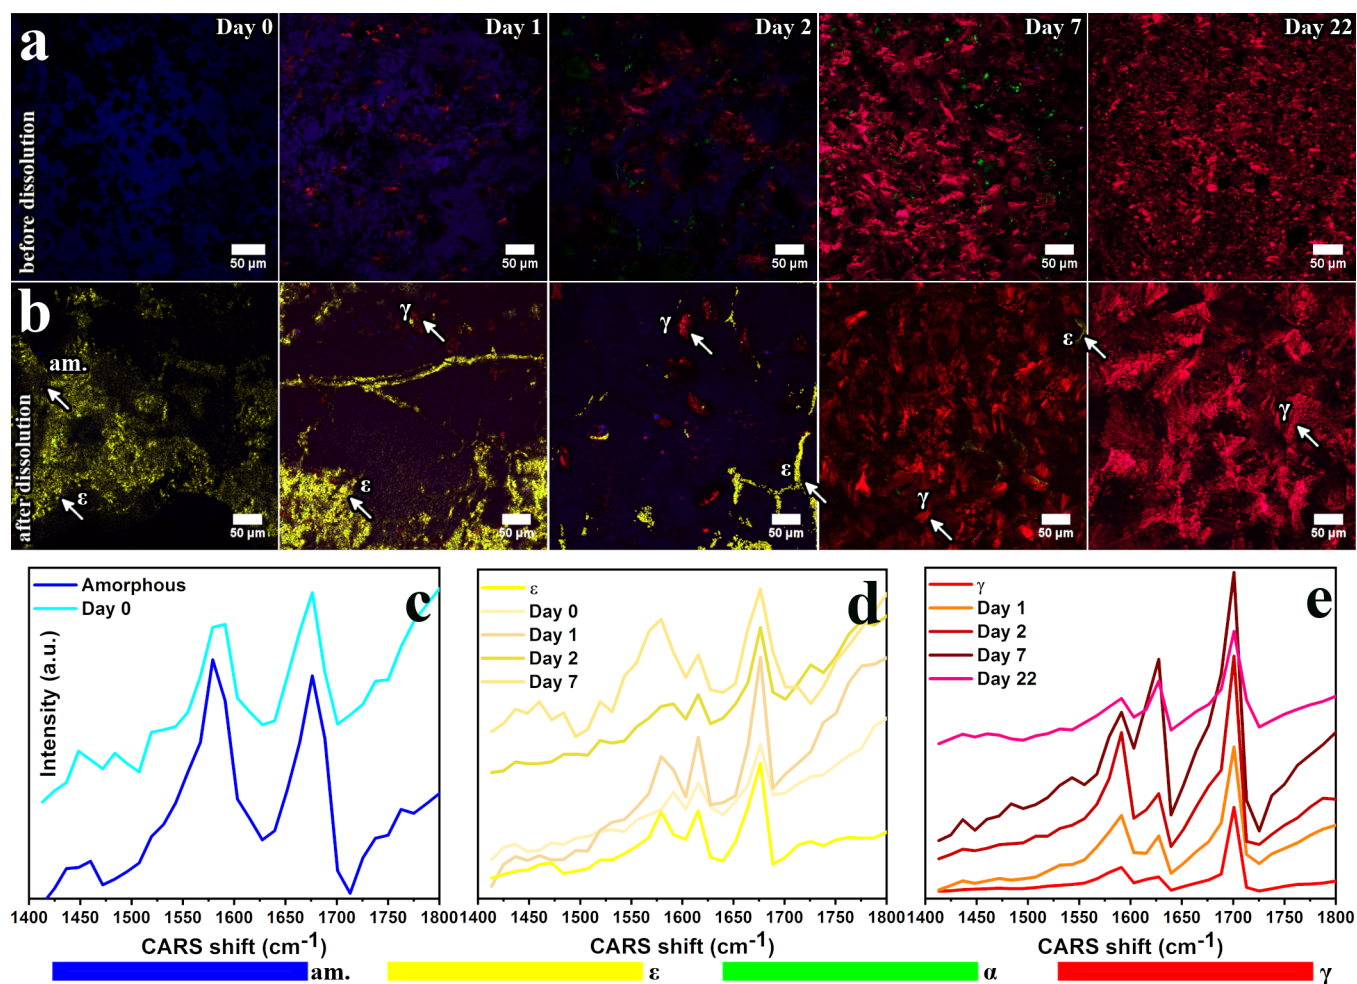 a
Day 0
Day 1
Day 2
Day 7
Day 22
before dissolution
50 μm
50 μm
50 μm
50 μm
50 μm
b
am.
ε
γ
ε
γ
ε
ε
γ
γ
after dissolution
50 μm
50 μm
50 μm
50 μm
50 μm
c
Amorphous
Day 0
Intensity (a.u.)
1400 1450 1500 1550 1600 1650 1700 1750 1800
CARS shift (cm⁻¹)
d
ε
Day 0
Day 1
Day 2
Day 7
1400 1450 1500 1550 1600 1650 1700 1750 1800
CARS shift (cm⁻¹)
e
γ
Day 1
Day 2
Day 7
Day 22
1400 1450 1500 1550 1600 1650 1700 1750 1800
CARS shift (cm⁻¹)
am. ε α γ